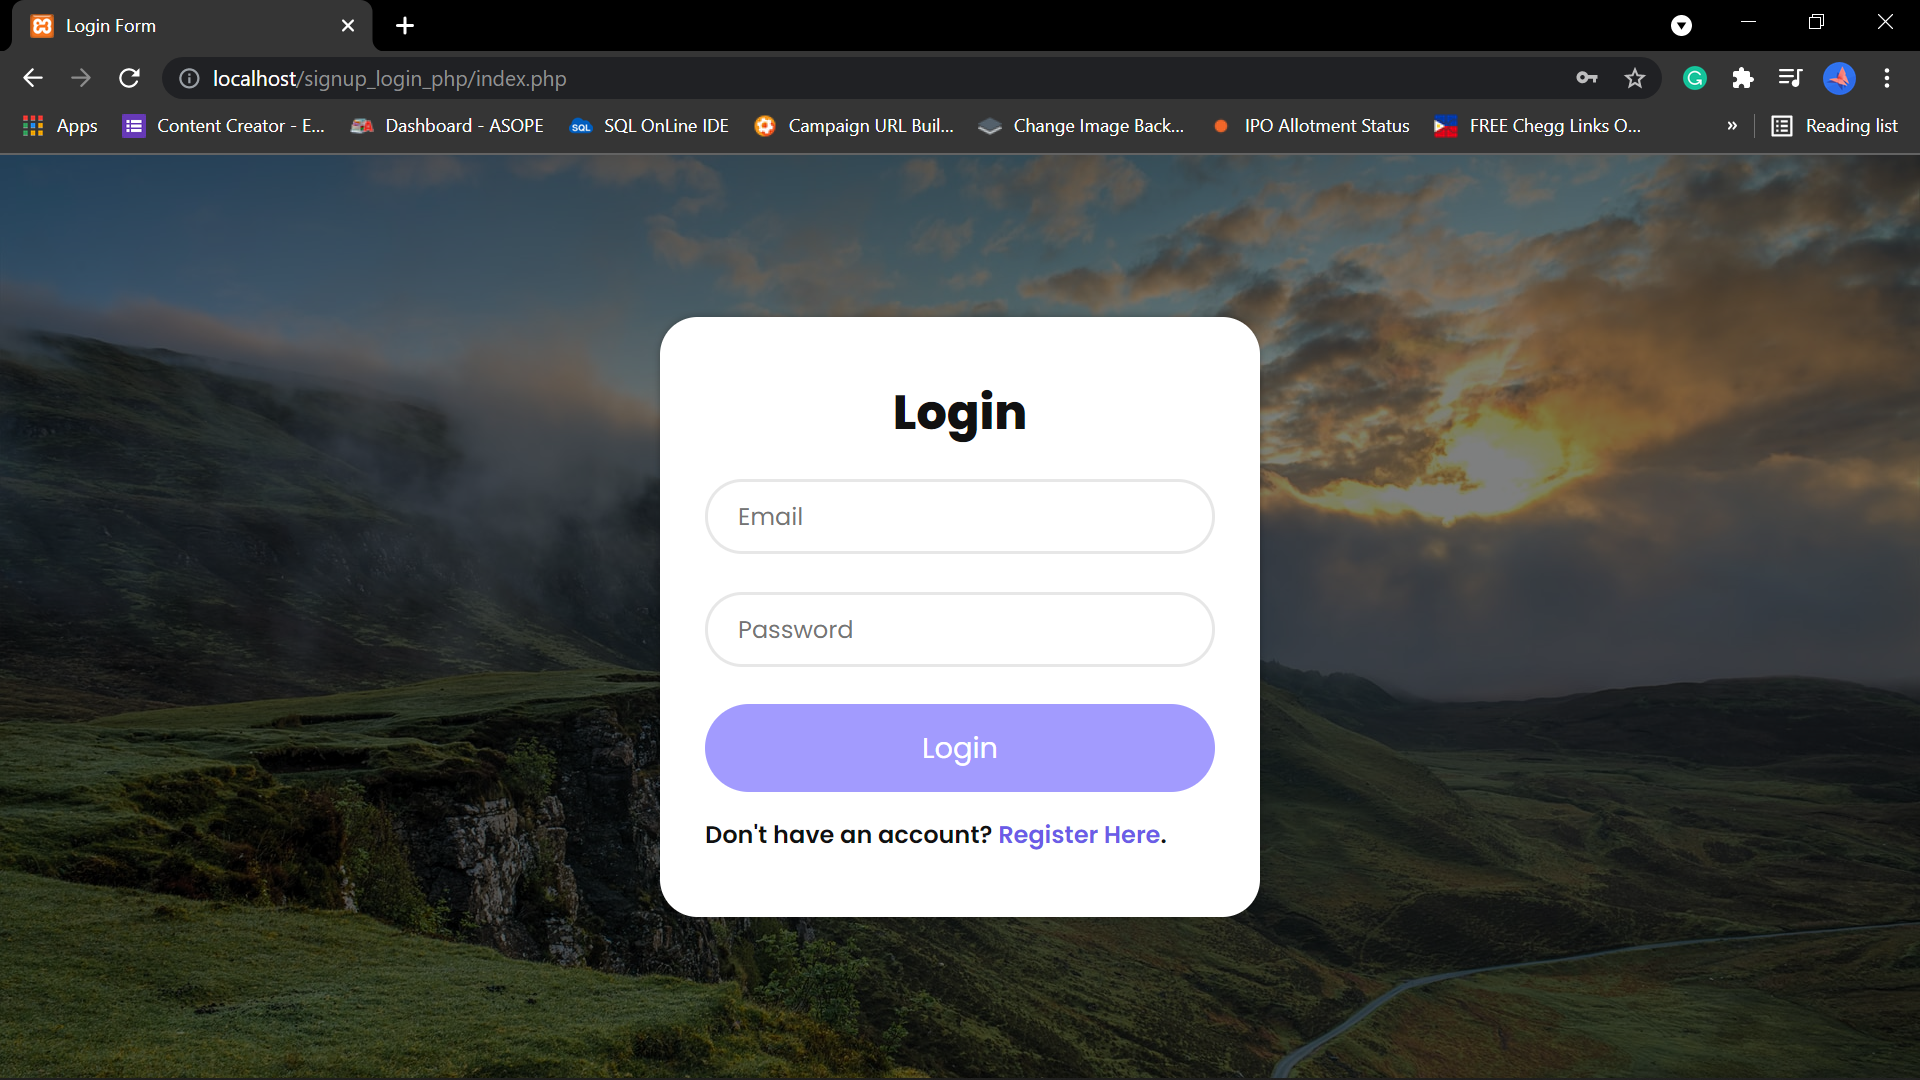 Login Form
localhost/signup_login_php/index.php
Apps
Content Creator - E...
Dashboard - ASOPE
SQL
SQL OnLine IDE
Campaign URL Buil...
Change Image Back...
IPO Allotment Status
FREE Chegg Links O...
»
Reading list
Login
Email
Password
Login
Don't have an account? Register Here.